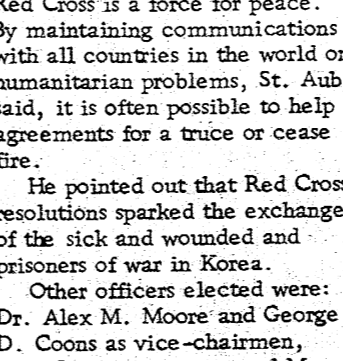 Red Cross is a force for peace.
By maintaining communications
with all countries in the world on
humanitarian problems, St. Aub
said, it is often possible to help
agreements for a truce or cease
fire.
He pointed out that Red Cross
resolutions sparked the exchange
of the sick and wounded and
prisoners of war in Korea.
Other officers elected were:
Dr. Alex M. Moore and George
D. Coons as vice-chairmen,